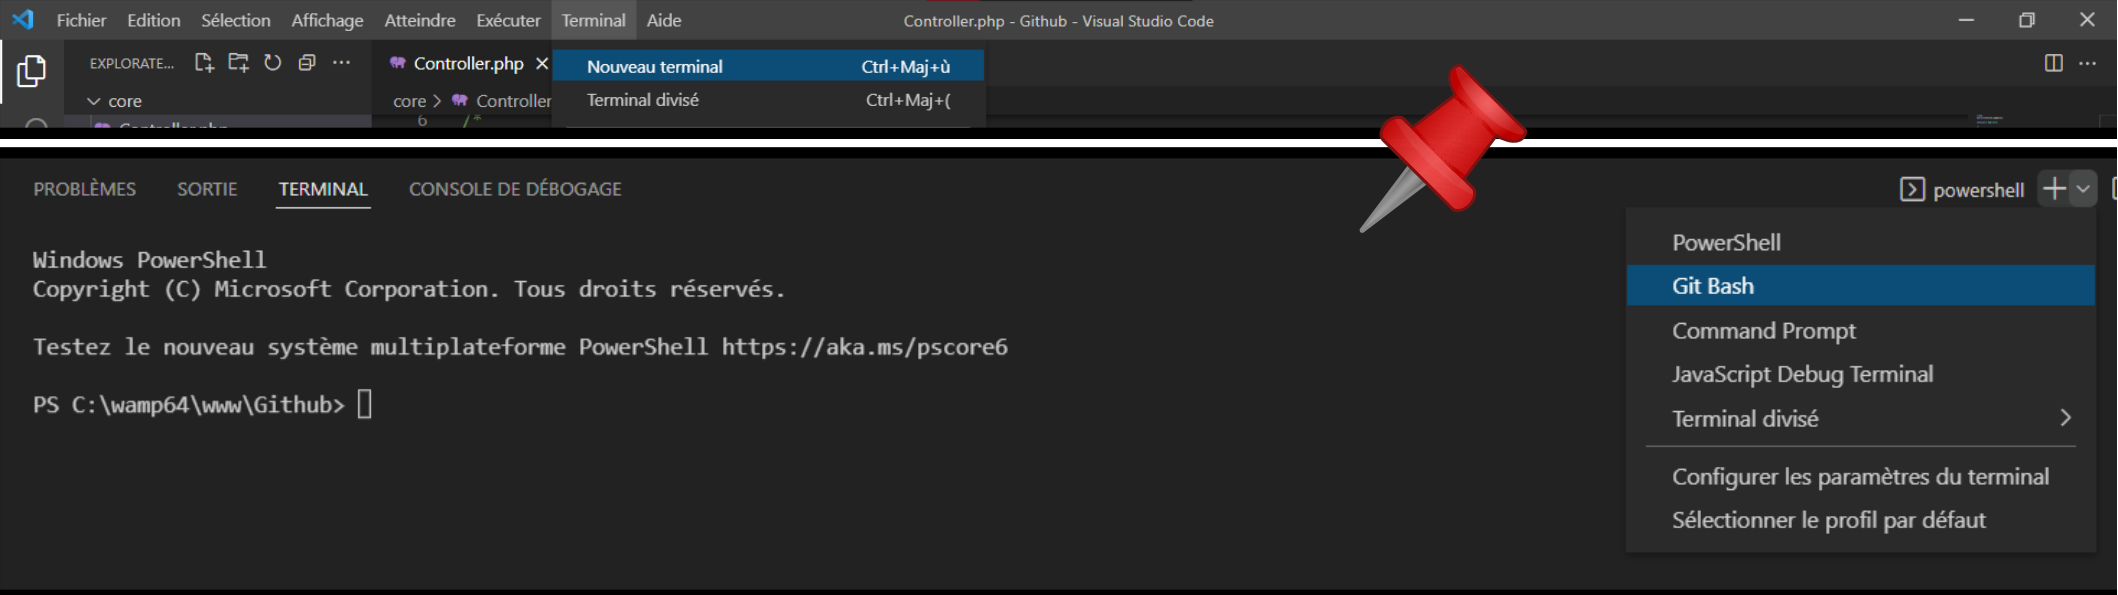 Fichier Edition Sélection Affichage Atteindre Exécuter Terminal Aide Controller.php - Github - Visual Studio Code
EXPLORATE... Controller.php Nouveau terminal Ctrl+Maj+ù
core core > Controller Terminal divisé Ctrl+Maj+(
Controller.php 6 /*
PROBLÈMES SORTIE TERMINAL CONSOLE DE DÉBOGAGE powershell
PowerShell
Windows PowerShell
Copyright (C) Microsoft Corporation. Tous droits réservés.
Git Bash
Command Prompt
Testez le nouveau système multiplateforme PowerShell https://aka.ms/pscore6
JavaScript Debug Terminal
PS C:\wamp64\www\Github>
Terminal divisé
Configurer les paramètres du terminal
Sélectionner le profil par défaut